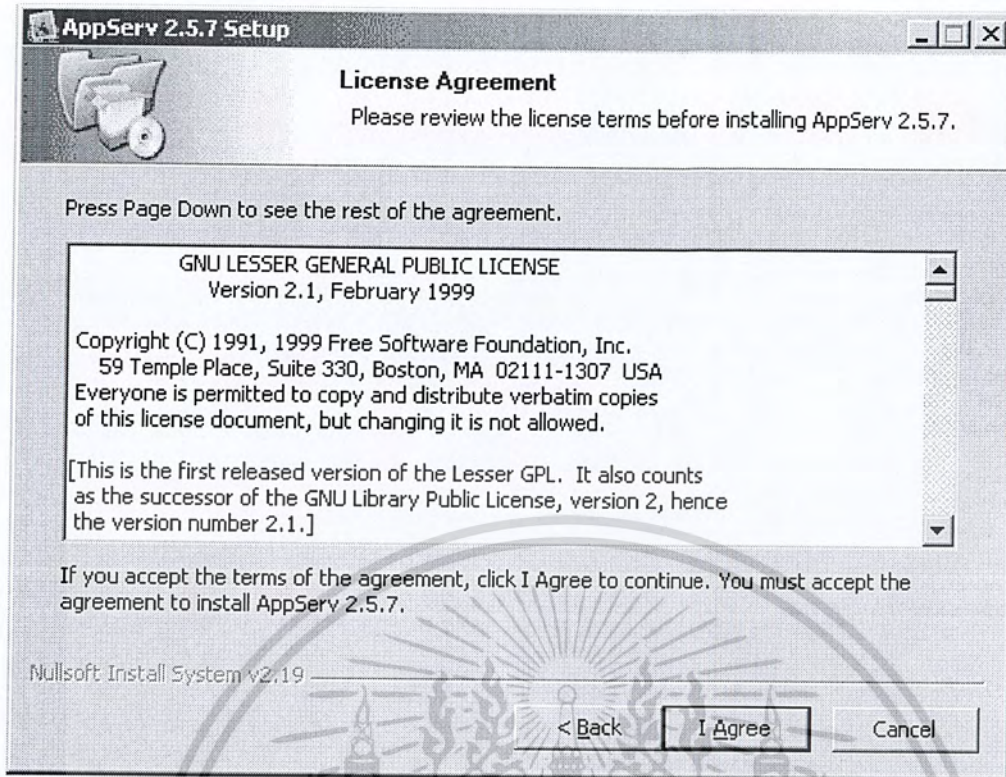 AppServ 2.5.7 Setup
License Agreement
Please review the license terms before installing AppServ 2.5.7.
Press Page Down to see the rest of the agreement.
GNU LESSER GENERAL PUBLIC LICENSE
Version 2.1, February 1999
Copyright (C) 1991, 1999 Free Software Foundation, Inc.
59 Temple Place, Suite 330, Boston, MA 02111-1307 USA
Everyone is permitted to copy and distribute verbatim copies
of this license document, but changing it is not allowed.
[This is the first released version of the Lesser GPL. It also counts
as the successor of the GNU Library Public License, version 2, hence
the version number 2.1.]
If you accept the terms of the agreement, click I Agree to continue. You must accept the
agreement to install AppServ 2.5.7.
Nullsoft Install System v2.19
< Back
I Agree
Cancel